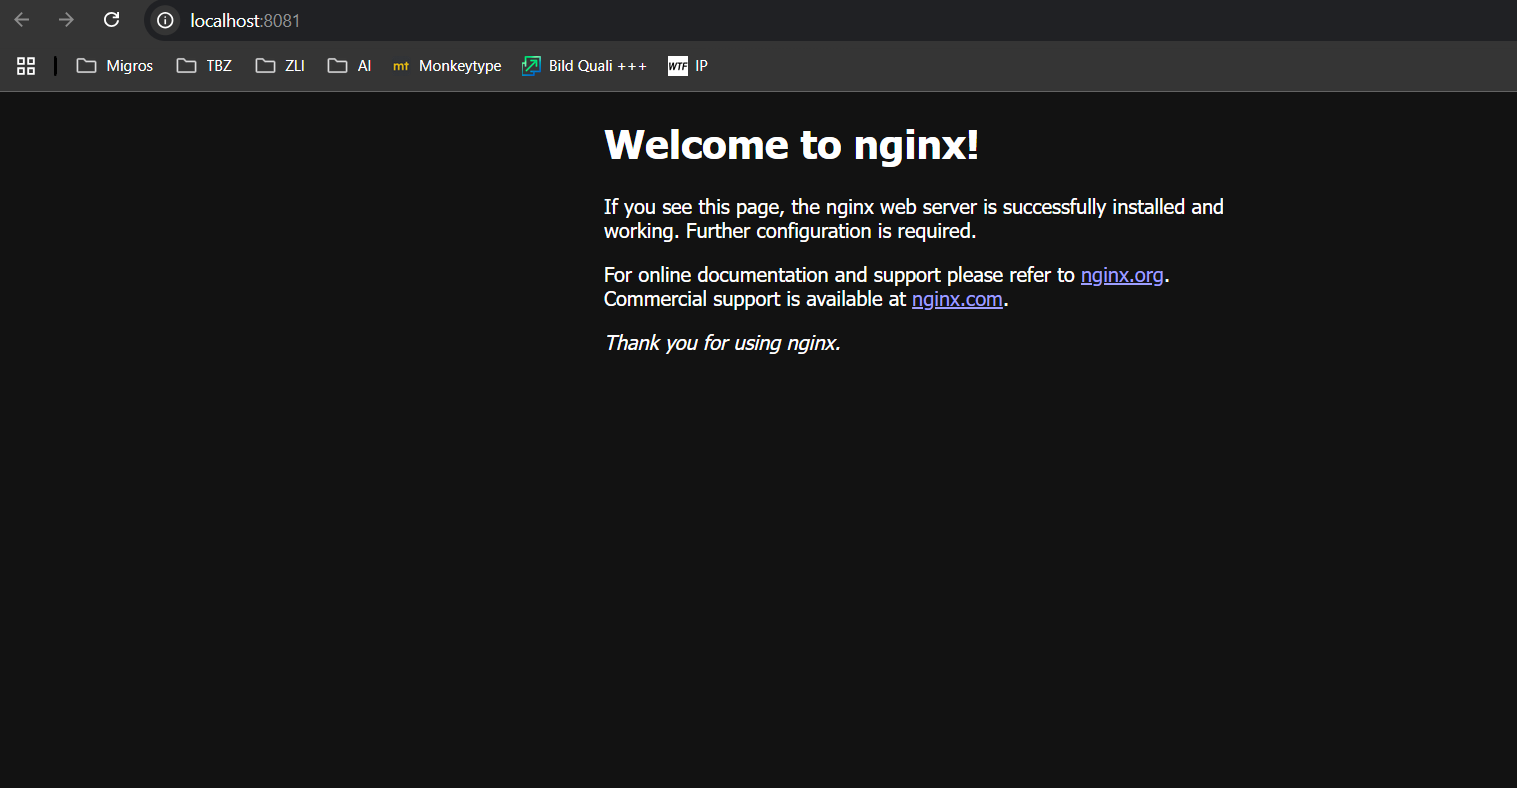 localhost:8081
Migros TBZ ZLI AI mt Monkeytype Bild Quali +++ WTF IP
Welcome to nginx!
If you see this page, the nginx web server is successfully installed and
working. Further configuration is required.
For online documentation and support please refer to nginx.org.
Commercial support is available at nginx.com.
Thank you for using nginx.